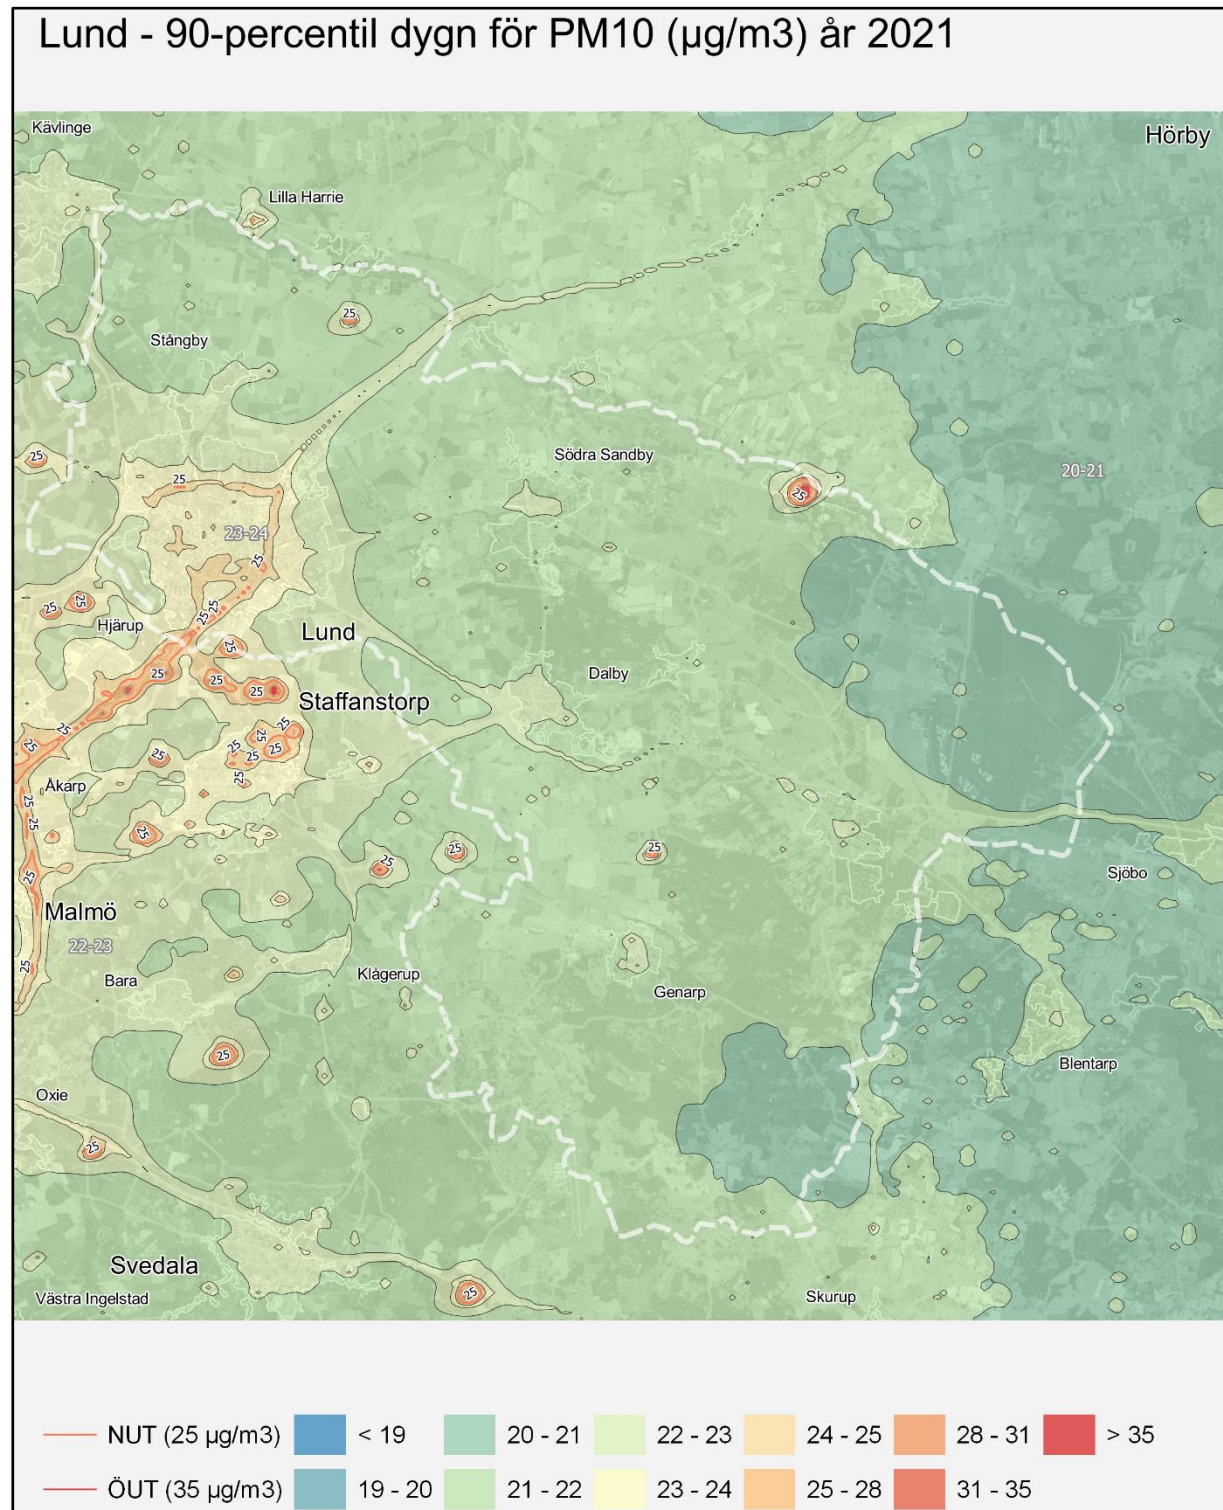 Lund - 90-percentil dygn för PM10 (µg/m3) år 2021
Kävlinge
Hörby
Lilla Harrie
25
Stångby
Södra Sandby
25
20-21
25
25
23-24
25
25
25
25
25
Hjärup
Lund
25
25
25
25
Dalby
Staffanstorp
25
25
25
25
25
25
25
25
25
Åkarp
25
25
25
25
25
25
25
Sjöbo
Malmö
22-23
25
Bara
Klågerup
Genarp
25
Blentarp
Oxie
25
Svedala
Västra Ingelstad
25
Skurup
NUT (25 µg/m3) < 19 20 - 21 22 - 23 24 - 25 28 - 31 > 35
ÖUT (35 µg/m3) 19 - 20 21 - 22 23 - 24 25 - 28 31 - 35